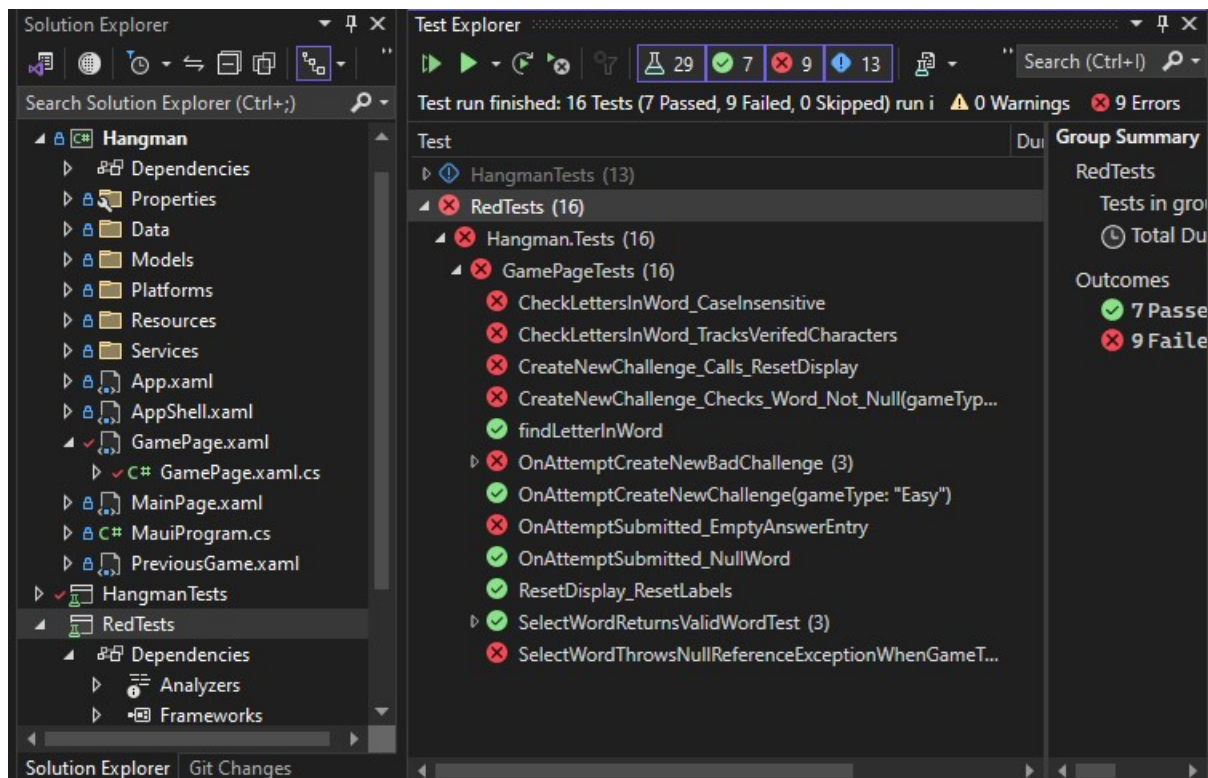 Solution Explorer
Search Solution Explorer (Ctrl+;)
C# Hangman
Dependencies
Properties
Data
Models
Platforms
Resources
Services
App.xaml
AppShell.xaml
GamePage.xaml
C# GamePage.xaml.cs
MainPage.xaml
C# MauiProgram.cs
PreviousGame.xaml
HangmanTests
RedTests
Dependencies
Analyzers
Frameworks
Solution Explorer Git Changes
Test Explorer
29 7 9 13 Search (Ctrl+I)
Test run finished: 16 Tests (7 Passed, 9 Failed, 0 Skipped) run i 0 Warnings 9 Errors
Test Du
HangmanTests (13)
RedTests (16)
Hangman.Tests (16)
GamePageTests (16)
CheckLettersInWord_CaseInsensitive
CheckLettersInWord_TracksVerifedCharacters
CreateNewChallenge_Calls_ResetDisplay
CreateNewChallenge_Checks_Word_Not_Null(gameTyp...
findLetterInWord
OnAttemptCreateNewBadChallenge (3)
OnAttemptCreateNewChallenge(gameType: "Easy")
OnAttemptSubmitted_EmptyAnswerEntry
OnAttemptSubmitted_NullWord
ResetDisplay_ResetLabels
SelectWordReturnsValidWordTest (3)
SelectWordThrowsNullReferenceExceptionWhenGameT...
Group Summary
RedTests
Tests in grou
Total Du
Outcomes
7 Passe
9 Faile